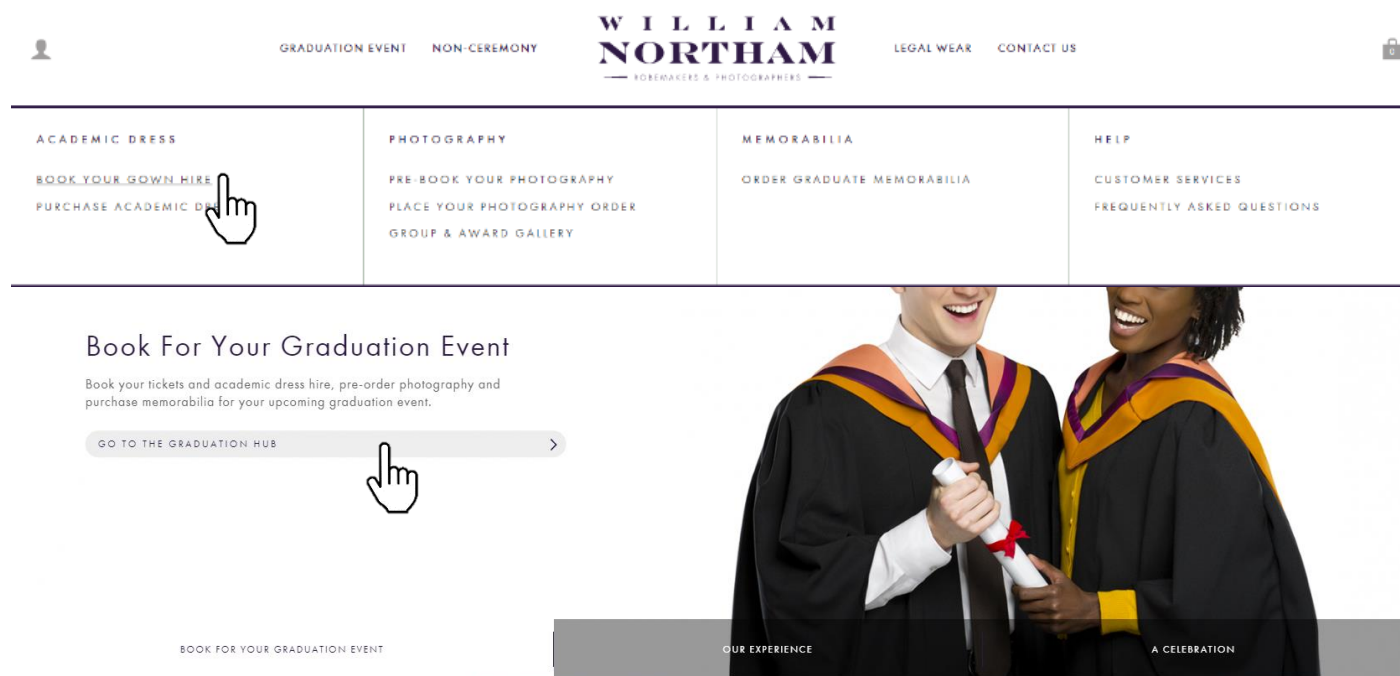 WILLIAM
GRADUATION EVENT NON-CEREMONY NORTHAM LEGAL WEAR CONTACT US 0
ROBEMAKERS & PHOTOGRAPHERS
ACADEMIC DRESS PHOTOGRAPHY MEMORABILIA HELP
BOOK YOUR GOWN HIRE PRE-BOOK YOUR PHOTOGRAPHY ORDER GRADUATE MEMORABILIA CUSTOMER SERVICES
PURCHASE ACADEMIC PLACE YOUR PHOTOGRAPHY ORDER FREQUENTLY ASKED QUESTIONS
GROUP & AWARD GALLERY
Book For Your Graduation Event
Book your tickets and academic dress hire, pre-order photography and
purchase memorabilia for your upcoming graduation event.
GO TO THE GRADUATION HUB
BOOK FOR YOUR GRADUATION EVENT OUR EXPERIENCE A CELEBRATION